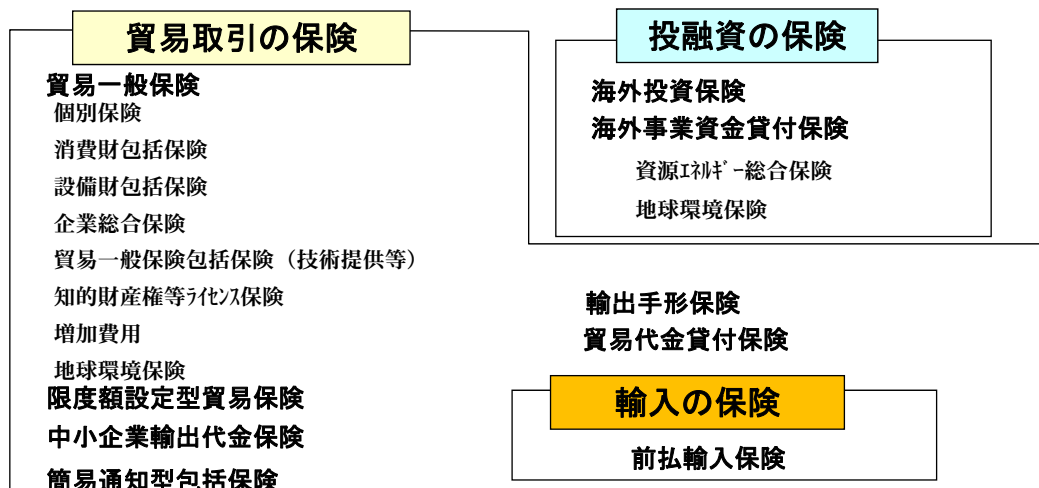 貿易取引の保険
貿易一般保険
個別保険
消費財包括保険
設備財包括保険
企業総合保険
貿易一般保険包括保険（技術提供等）
知的財産権等ﾗｲｾﾝｽ保険
増加費用
地球環境保険
限度額設定型貿易保険
中小企業輸出代金保険
簡易通知型包括保険
投融資の保険
海外投資保険
海外事業資金貸付保険
資源ｴﾈﾙｷﾞｰ総合保険
地球環境保険
輸出手形保険
貿易代金貸付保険
輸入の保険
前払輸入保険